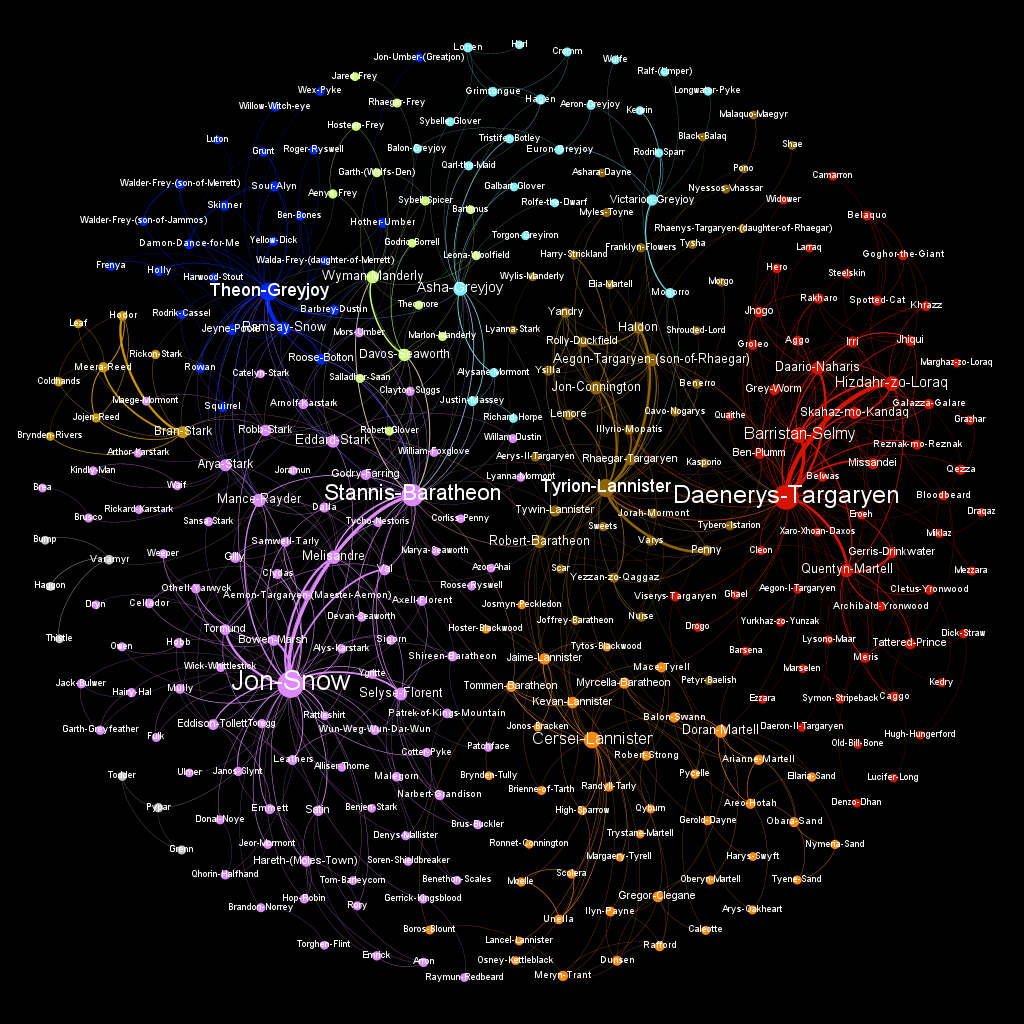 Lorren
Harl
Cromm
Jon-Umber-(Greatjon)
Wolfe
Ralf-(Limper)
Jared-Frey
Wex-Pyke
Grimtongue
Hagen
Longwater-Pyke
Willow-Witch-eye
Rhaegar-Frey
Aeron-Greyjoy
Kerwin
Malaquo-Maegyr
Hosteen-Frey
Sybelle-Glover
Luton
Tristifer-Botley
Black-Balaq
Grunt
Roger-Ryswell
Balon-Greyjoy
Euron-Greyjoy
Rodrik-Sparr
Shae
Qarl-the-Maid
Ashara-Dayne
Pono
Camarron
Walder-Frey-(son-of-Merrett)
Sour-Alyn
Garth-(Wolfs-Den)
Aenys-Frey
Galbart-Glover
Nyessos-Vhassar
Skinner
Sybell-Spicer
Bartimus
Rolfe-the-Dwarf
Victarion-Greyjoy
Widower
Walder-Frey-(son-of-Jammos)
Ben-Bones
Hother-Umber
Myles-Toyne
Belaquo
Rhaenys-Targaryen-(daughter-of-Rhaegar)
Damon-Dance-for-Me
Yellow-Dick
Godric-Borrell
Torgon-Greyiron
Franklyn-Flowers
Tysha
Laraq
Goghor-the-Giant
Frenya
Holly
Harwood-Stout
Walda-Frey-(daughter-of-Merrett)
Leona-Woolfield
Harry-Strickland
Hero
Steelskin
Wyman-Manderly
Wylis-Manderly
Elia-Martell
Morgo
Theon-Greyjoy
Asha-Greyjoy
Moqorro
Rakharo
Spotted-Cat
Khrazz
Rodrik-Cassel
Barbrey-Dustin
Theomore
Yandry
Jhogo
Leaf
Hodor
Jeyne-Poole
Ramsay-Snow
Mors-Umber
Marlon-Manderly
Lyanna-Stark
Haldon
Shrouded-Lord
Rolly-Duckfield
Groleo
Aggo
Irri
Jhiqui
Rickon-Stark
Roose-Bolton
Davos-Seaworth
Aegon-Targaryen-(son-of-Rhaegar)
Marghaz-zo-Loraq
Meera-Reed
Rowan
Catelyn-Stark
Salladhor-Saan
Alysane-Mormont
Ysilla
Daario-Naharis
Coldhands
Clayton-Suggs
Jon-Connington
Benerro
Grey-Worm
Hizdahr-zo-Loraq
Maege-Mormont
Squirrel
Arnolf-Karstark
Justin-Massey
Galazza-Galare
Jojen-Reed
Richard-Horpe
Lemore
Qavo-Nogarys
Quaithe
Skahaz-mo-Kandaq
Grazhar
Brynden-Rivers
Bran-Stark
Robb-Stark
Eddard-Stark
Robett-Glover
Willam-Dustin
Illyrio-Mopatis
Barristan-Selmy
Reznak-mo-Reznak
Arthor-Karstark
William-Foxglove
Aerys-II-Targaryen
Rhaegar-Targaryen
Kasporio
Ben-Plumm
Missandei
Kindly-Man
Arya-Stark
Joramun
Godry-Farring
Lyanna-Mormont
Belwas
Qezza
Brea
Waif
Mance-Rayder
Stannis-Baratheon
Tyrion-Lannister
Daenerys-Targaryen
Bloodbeard
Dalla
Brusco
Rickard-Karstark
Sansa-Stark
Tycho-Nestoris
Corliss-Penny
Tywin-Lannister
Jorah-Mormont
Eroeh
Draqaz
Sweets
Tybero-Istarion
Xaro-Xhoan-Daxos
Miklaz
Bump
Samwell-Tarly
Robert-Baratheon
Varys
Penny
Cleon
Gerris-Drinkwater
Varamyr
Weeper
Gilly
Melisandre
Marya-Seaworth
Scar
Quentyn-Martell
Mezzara
Haggon
Clydas
Val
Azor-Ahai
Yezzan-zo-Qaggaz
Othell-Yarwyck
Aemon-Targaryen-(Maester-Aemon)
Roose-Ryswell
Viserys-Targaryen
Ghael
Aegon-I-Targaryen
Cletus-Yronwood
Dryn
Cellador
Axell-Florent
Josmyn-Peckledon
Archibald-Yronwood
Devan-Seaworth
Joffrey-Baratheon
Nurse
Drogo
Yurkhaz-zo-Yunzak
Thistle
Tormund
Hoster-Blackwood
Dick-Straw
Owen
Hobb
Bowen-Marsh
Sigorn
Lysono-Maar
Tattered-Prince
Alys-Karstark
Shireen-Baratheon
Jaime-Lannister
Tytos-Blackwood
Barsena
Meris
Wick-Whittlestick
Ygritte
Mace-Tyrell
Marselen
Jack-Bulwer
Hairy-Hal
Mully
Jon-Snow
Selyse-Florent
Tommen-Baratheon
Myrcella-Baratheon
Petyr-Baelish
Kedry
Kevan-Lannister
Ezzara
Symon-Stripeback
Caggo
Garth-Greyfeather
Eddison-Tollett
Toregg
Rattleshirt
Patrek-of-Kings-Mountain
Balon-Swann
Fulk
Wun-Weg-Wun-Dar-Wun
Jonos-Bracken
Doran-Martell
Daeron-II-Targaryen
Hugh-Hungerford
Cersei-Lannister
Old-Bill-Bone
Cotter-Pyke
Patchface
Robert-Strong
Leathers
Arianne-Martell
Toddler
Ulmer
Janos-Slynt
Alliser-Thorne
Malegorn
Brynden-Tully
Pycelle
Ellaria-Sand
Lucifer-Long
Brienne-of-Tarth
Randyll-Tarly
Narbert-Grandison
Pypar
Emmett
Satin
Benjen-Stark
High-Sparrow
Qyburn
Areo-Hotah
Denzo-Dhan
Donal-Noye
Brus-Buckler
Gerold-Dayne
Obara-Sand
Denys-Mallister
Trystane-Martell
Grenn
Jeor-Mormont
Ronnet-Connington
Nymeria-Sand
Hareth-(Moles-Town)
Soren-Shieldbreaker
Margaery-Tyrell
Harys-Swyft
Qhorin-Halfhand
Tom-Barleycorn
Benethon-Scales
Moelle
Scolera
Oberyn-Martell
Tyene-Sand
Hop-Robin
Gerrick-Kingsblood
Gregor-Clegane
Brandon-Norrey
Rory
Ilyn-Payne
Arys-Oakheart
Unella
Boros-Blount
Caleotte
Torghen-Flint
Lancel-Lannister
Rafford
Emrick
Arron
Osney-Kettleblack
Dunsen
Raymun-Redbeard
Meryn-Trant